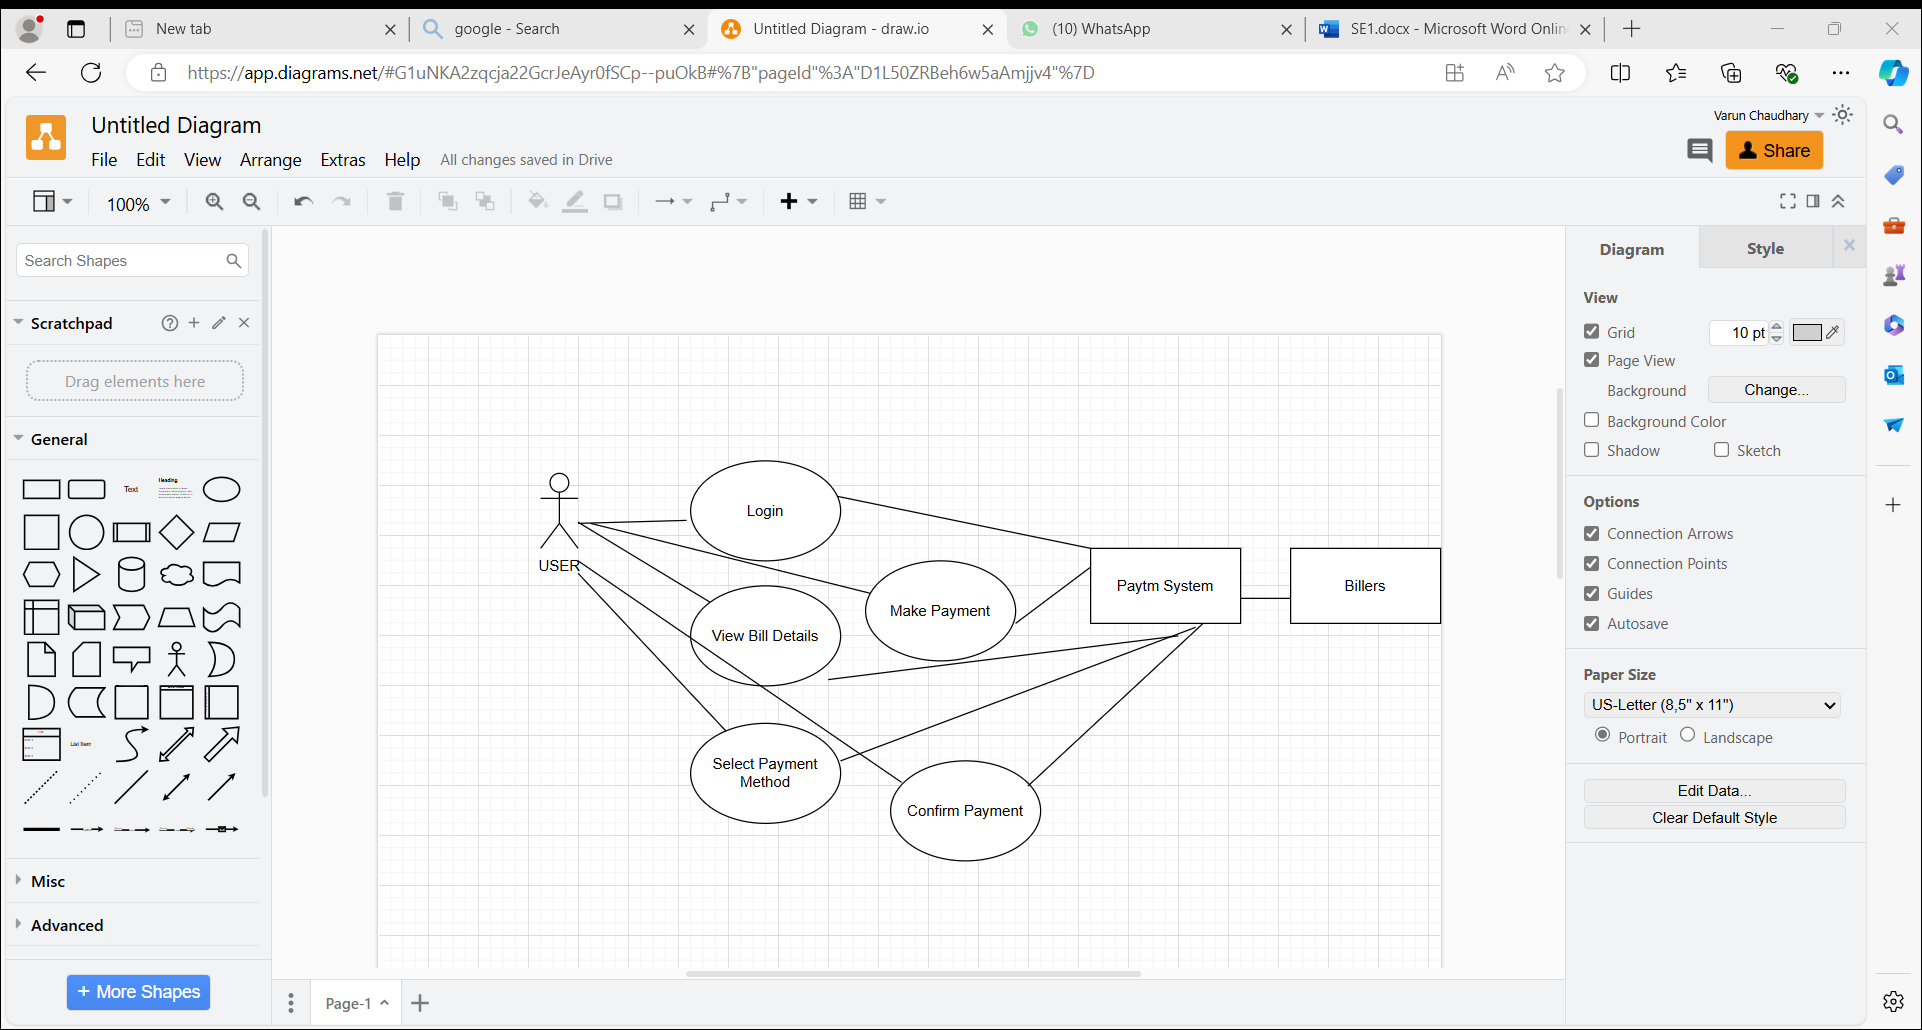 New tab
google - Search
Untitled Diagram - draw.io
(10) WhatsApp
SE1.docx - Microsoft Word Onlin
https://app.diagrams.net/#G1uNKA2zqcja22GcrJeAyr0fSCp--puOkB#%7B"pageId"%3A"D1L50ZRBeh6w5aAmjjv4"%7D
Untitled Diagram
Varun Chaudhary
File Edit View Arrange Extras Help All changes saved in Drive
Share
100%
Search Shapes
Diagram Style
View
Scratchpad
Grid 10 pt
Page View
Drag elements here
Background Change...
Background Color
General
Shadow Sketch
Text
Heading
Options
Connection Arrows
Connection Points
Guides
Autosave
Paper Size
US-Letter (8,5" x 11")
Portrait Landscape
Edit Data...
Clear Default Style
List Item
Misc
Advanced
+ More Shapes
Page-1
USER
Login
Make Payment
View Bill Details
Select Payment
Method
Confirm Payment
Paytm System
Billers